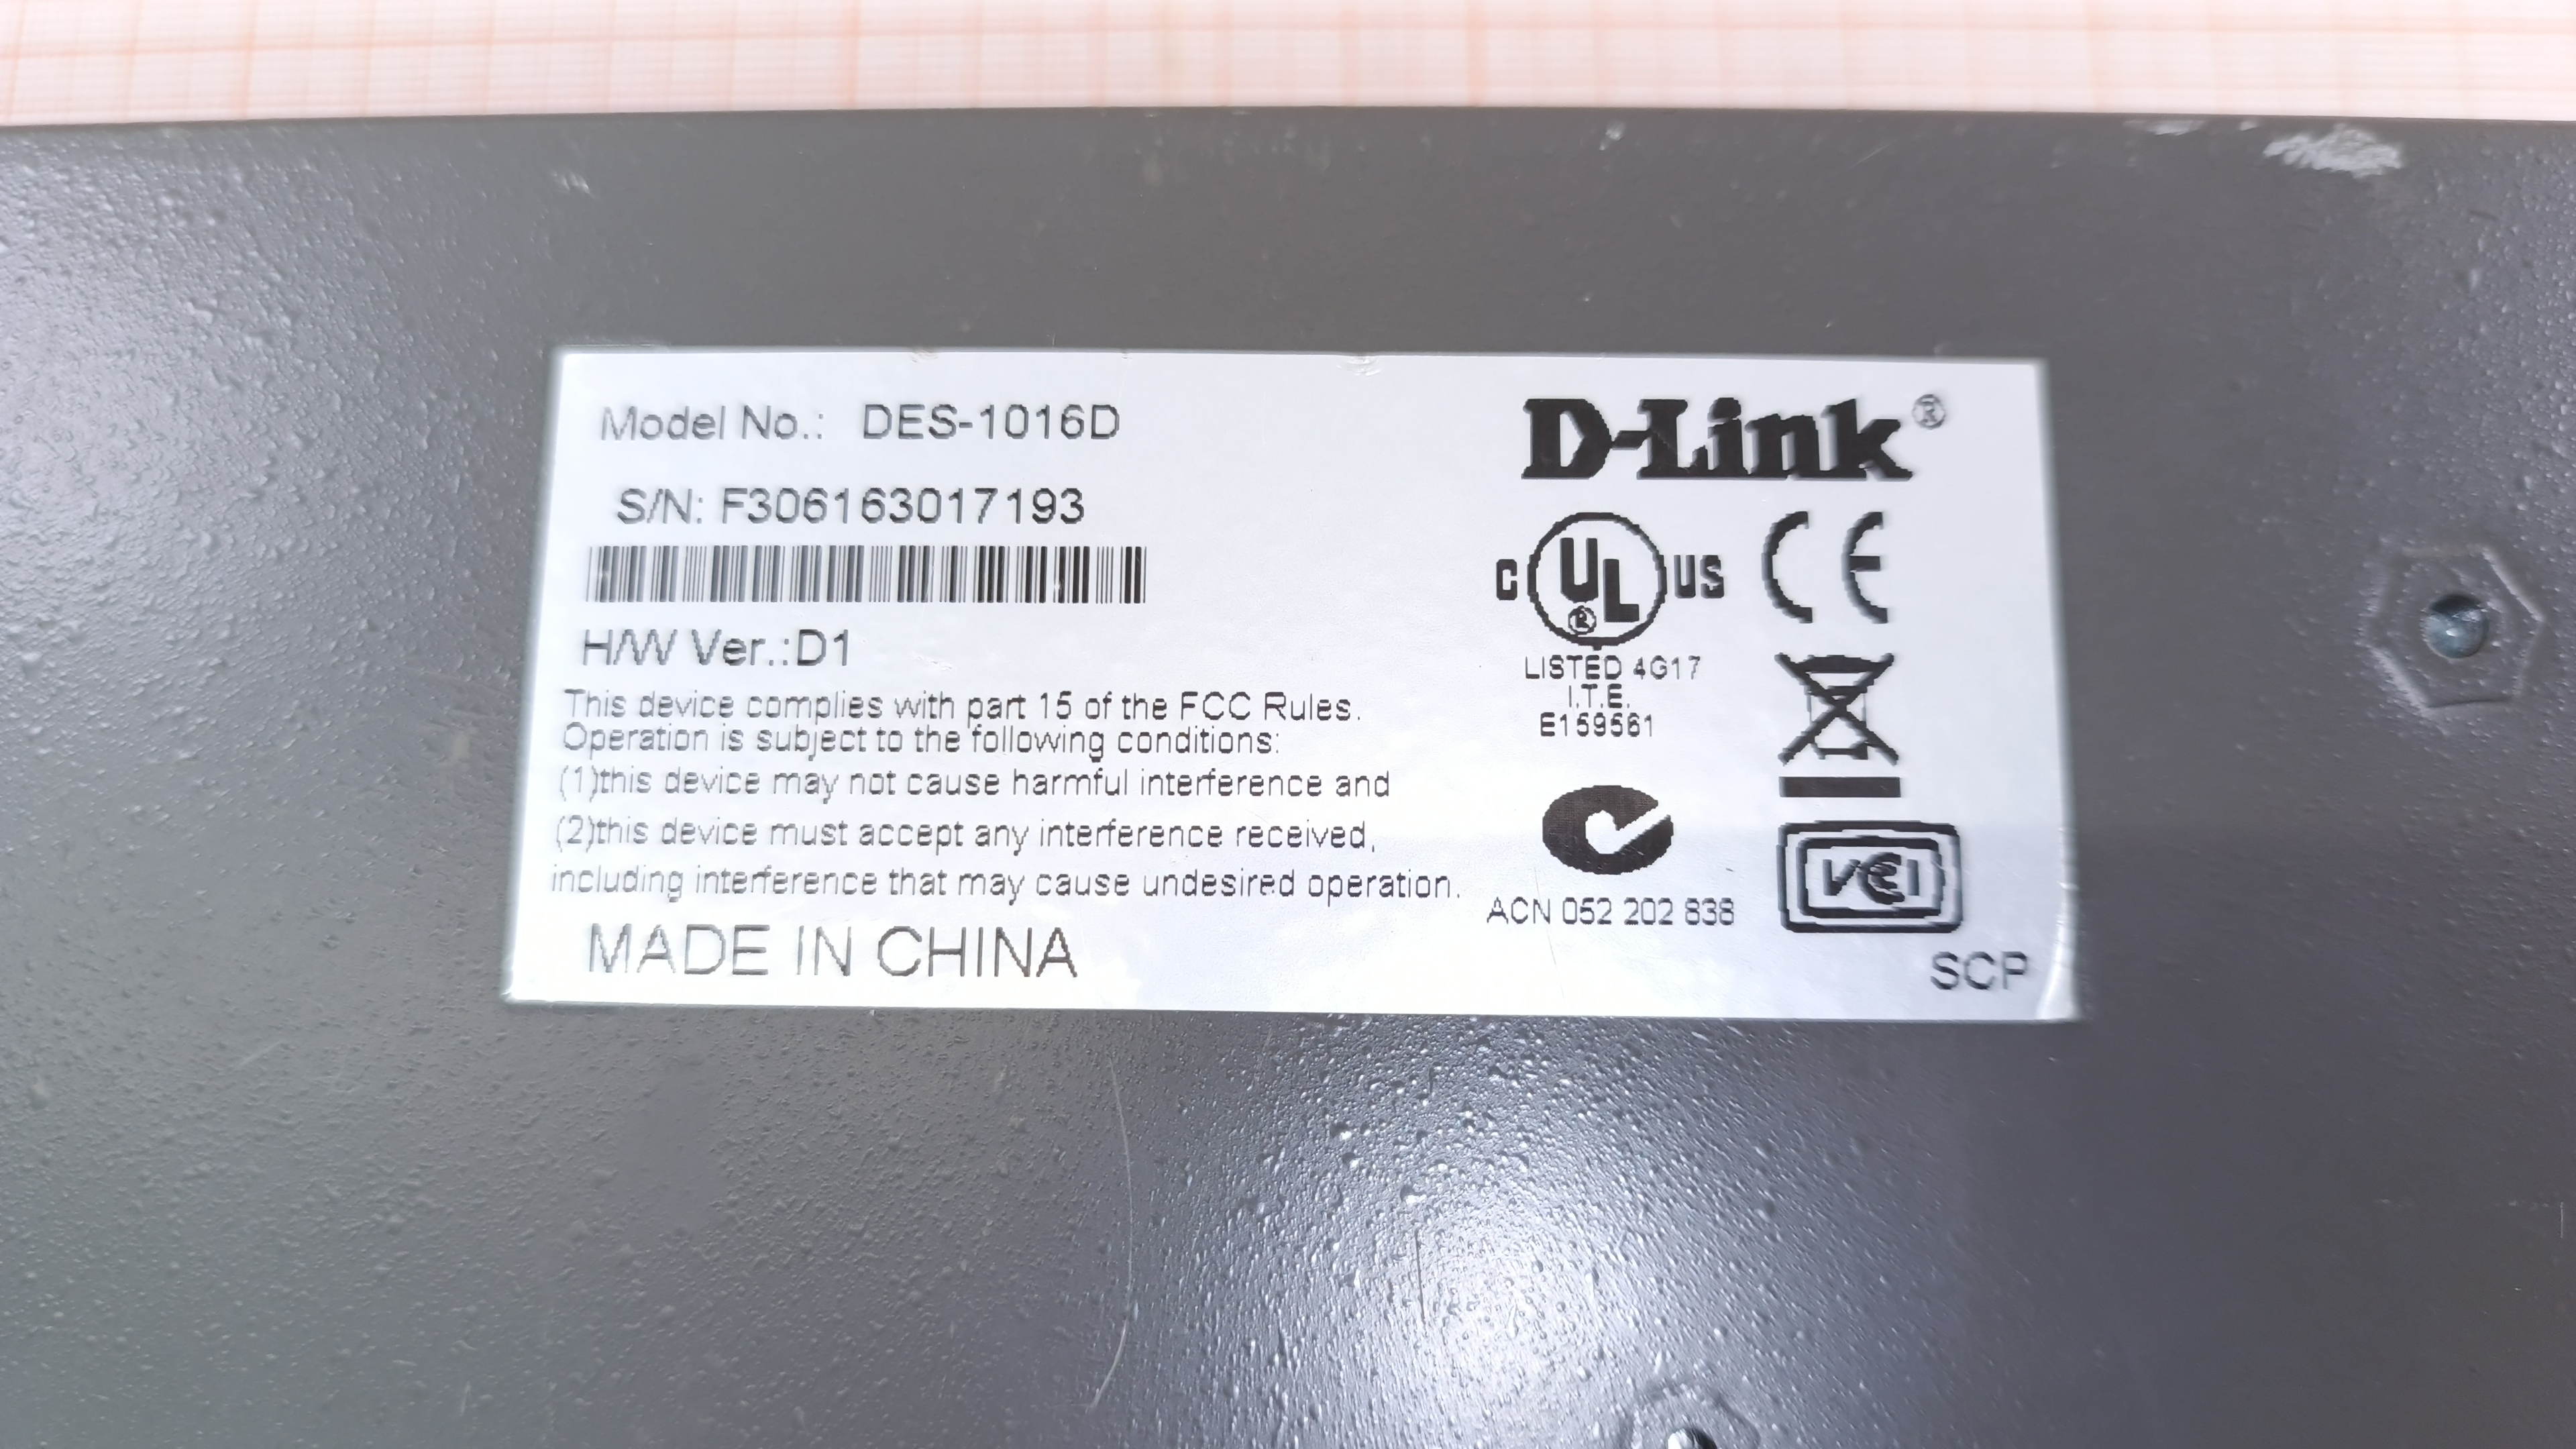 Model No.: DES-1016D
S/N: F306163017193
H/W Ver.:D1
This device complies with part 15 of the FCC Rules.
Operation is subject to the following conditions:
(1)this device may not cause harmful interference and
(2)this device must accept any interference received,
including interference that may cause undesired operation.
MADE IN CHINA
D-Link®
C UL® US CE
LISTED 4G17
I.T.E.
E159561
ACN 052 202 838
VCCI
SCP